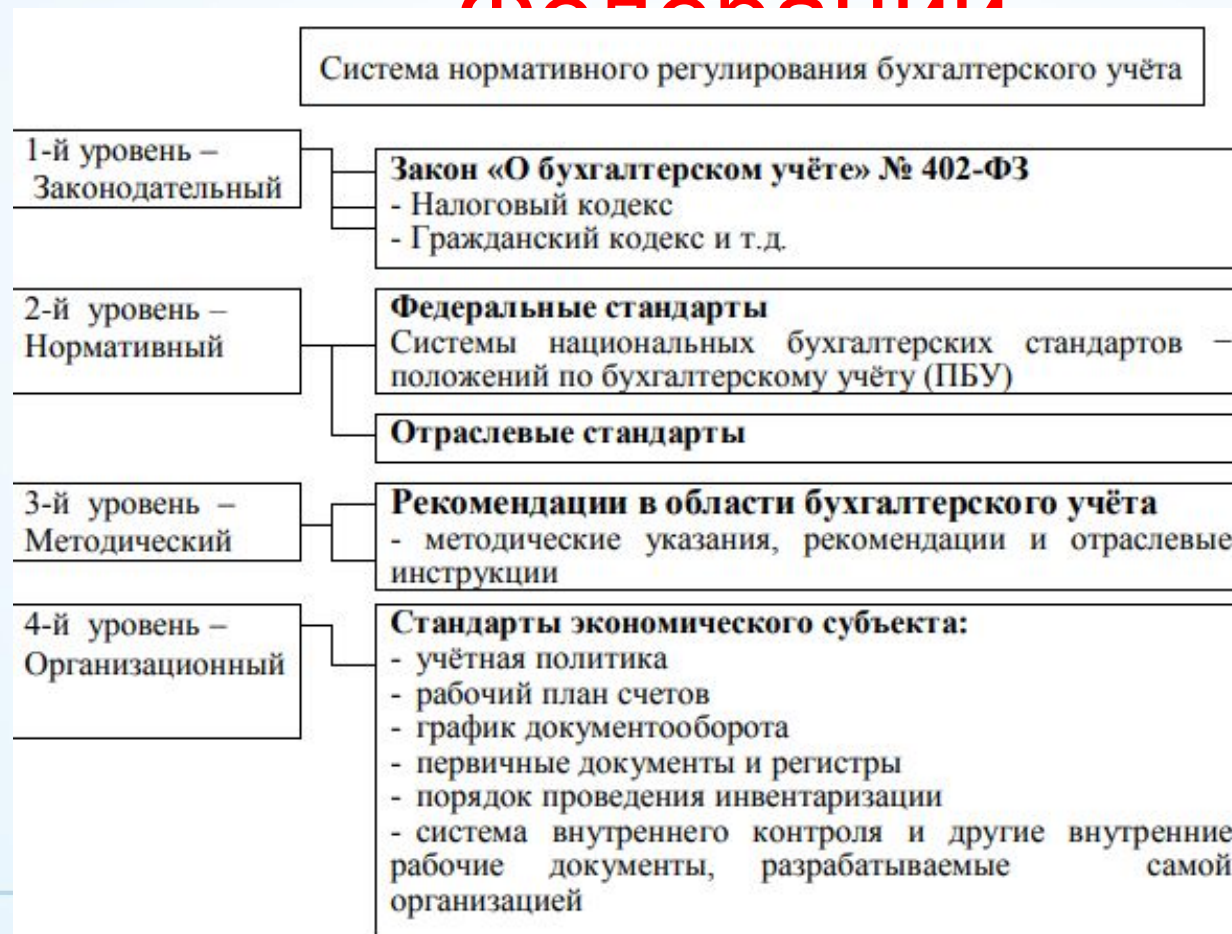 Федерации
Система нормативного регулирования бухгалтерского учёта
1-й уровень –
Законодательный
Закон «О бухгалтерском учёте» № 402-ФЗ
- Налоговый кодекс
- Гражданский кодекс и т.д.
2-й уровень –
Нормативный
Федеральные стандарты
Системы национальных бухгалтерских стандартов –
положений по бухгалтерскому учёту (ПБУ)
Отраслевые стандарты
3-й уровень –
Методический
Рекомендации в области бухгалтерского учёта
- методические указания, рекомендации и отраслевые
инструкции
4-й уровень –
Организационный
Стандарты экономического субъекта:
- учётная политика
- рабочий план счетов
- график документооборота
- первичные документы и регистры
- порядок проведения инвентаризации
- система внутреннего контроля и другие внутренние
рабочие документы, разрабатываемые самой
организацией